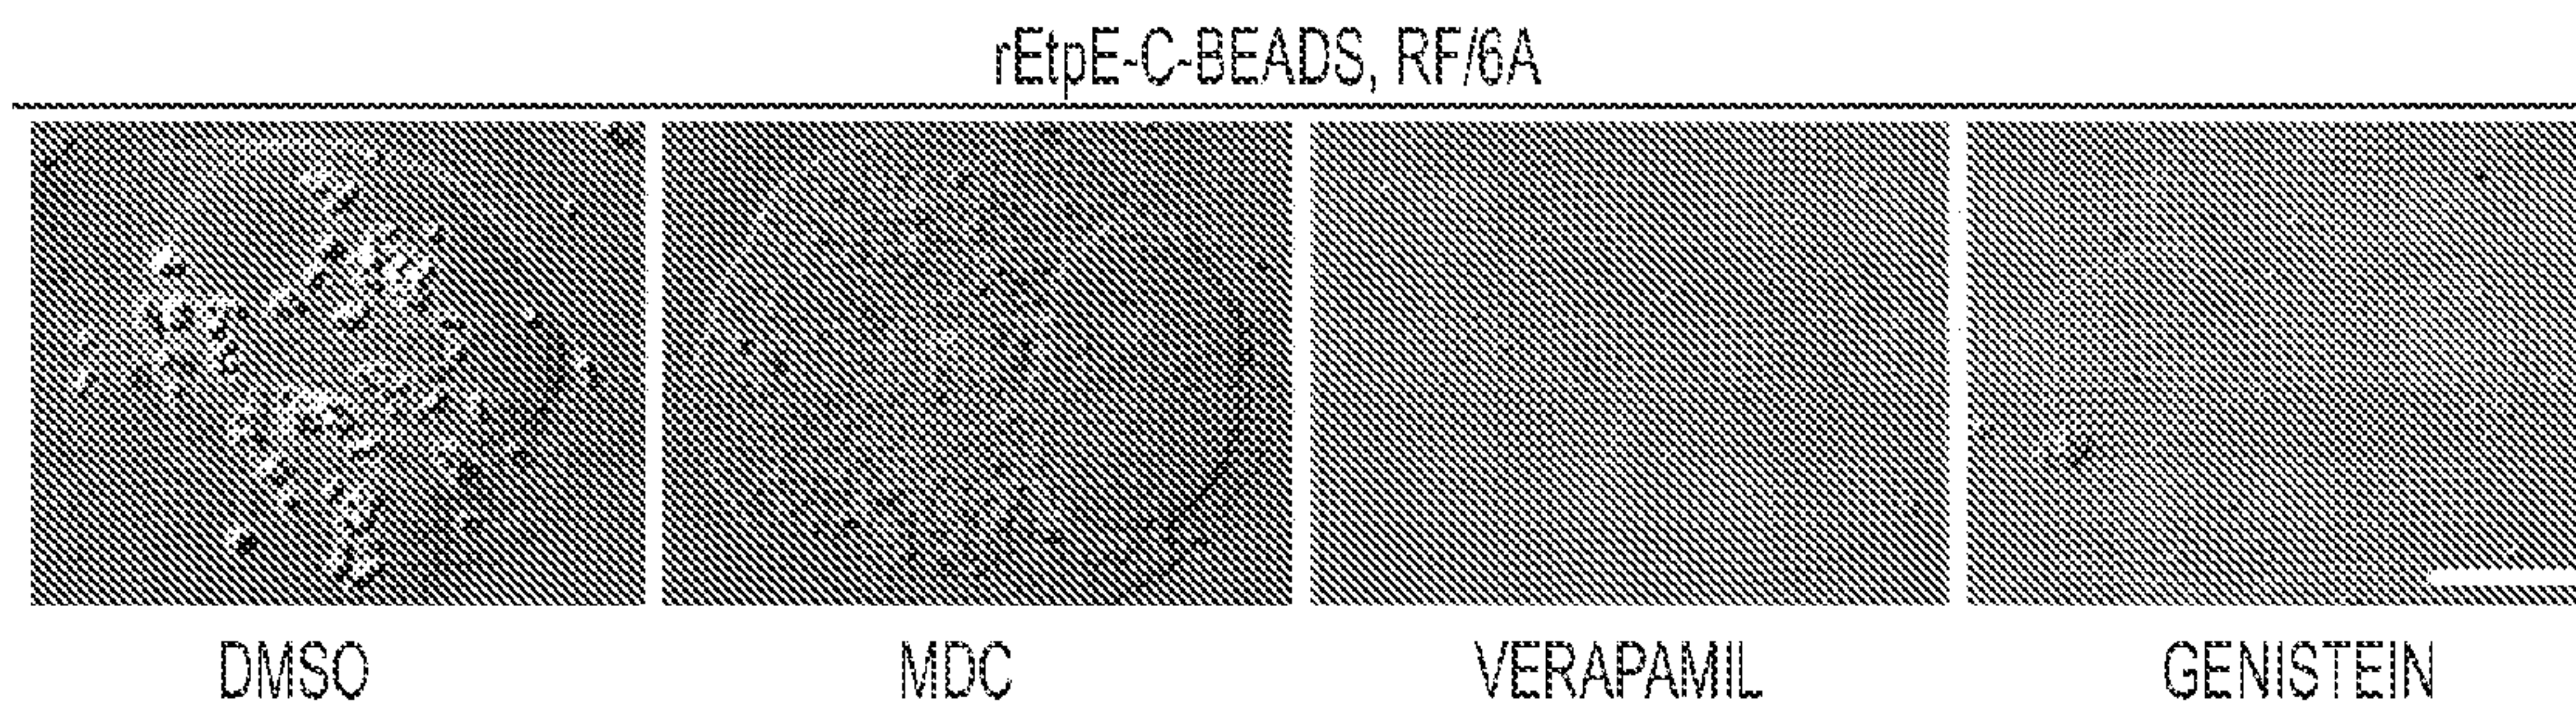 rEtpE-C-BEADS, RF/6A
DMSO MDC VERAPAMIL GENISTEIN